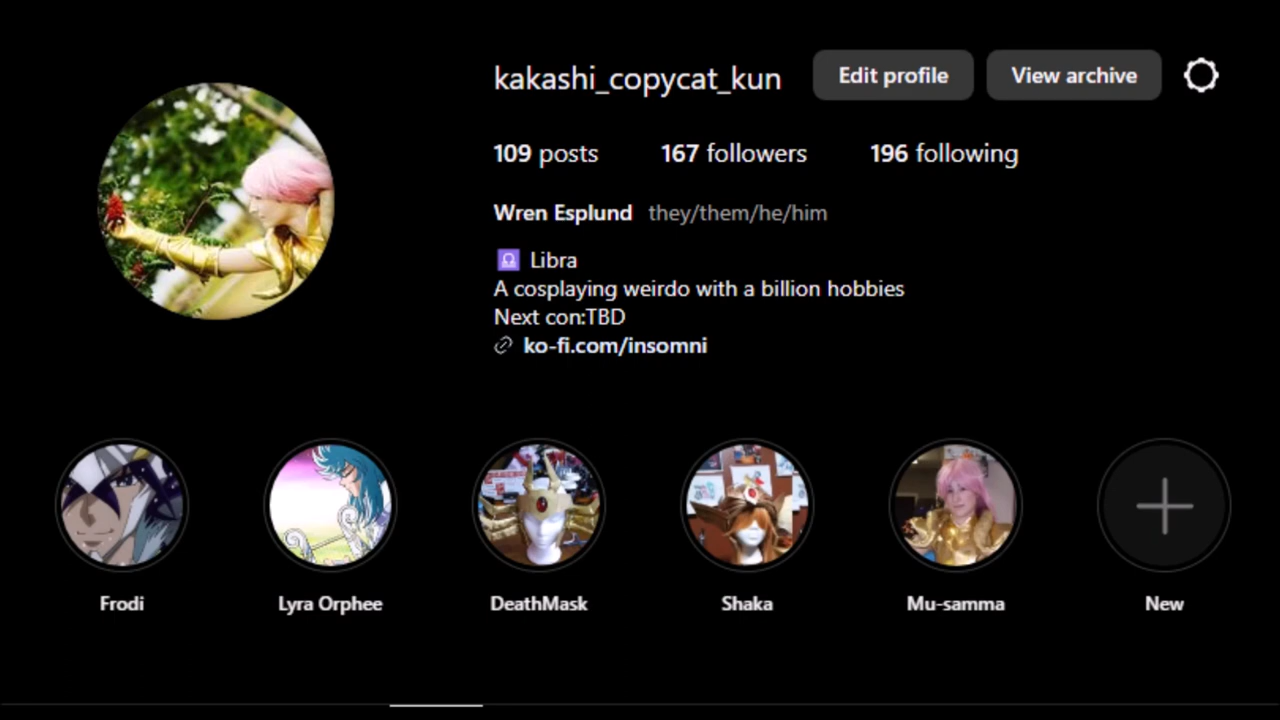 kakashi_copycat_kun Edit profile View archive
109 posts 167 followers 196 following
Wren Esplund they/them/he/him
♎ Libra
A cosplaying weirdo with a billion hobbies
Next con:TBD
ko-fi.com/insomni
Frodi Lyra Orphee DeathMask Shaka Mu-samma New